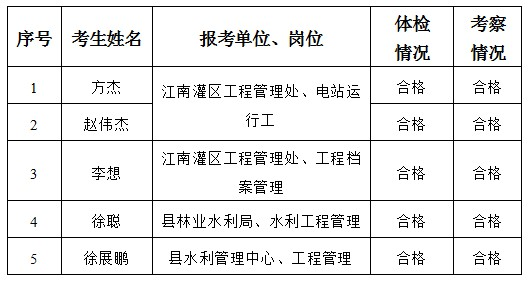 序号 考生姓名 报考单位、岗位 体检情况 考察情况
1 方杰 江南灌区工程管理处、电站运行工 合格 合格
2 赵伟杰 合格 合格
3 李想 江南灌区工程管理处、工程档案管理 合格 合格
4 徐聪 县林业水利局、水利工程管理 合格 合格
5 徐展鹏 县水利管理中心、工程管理 合格 合格